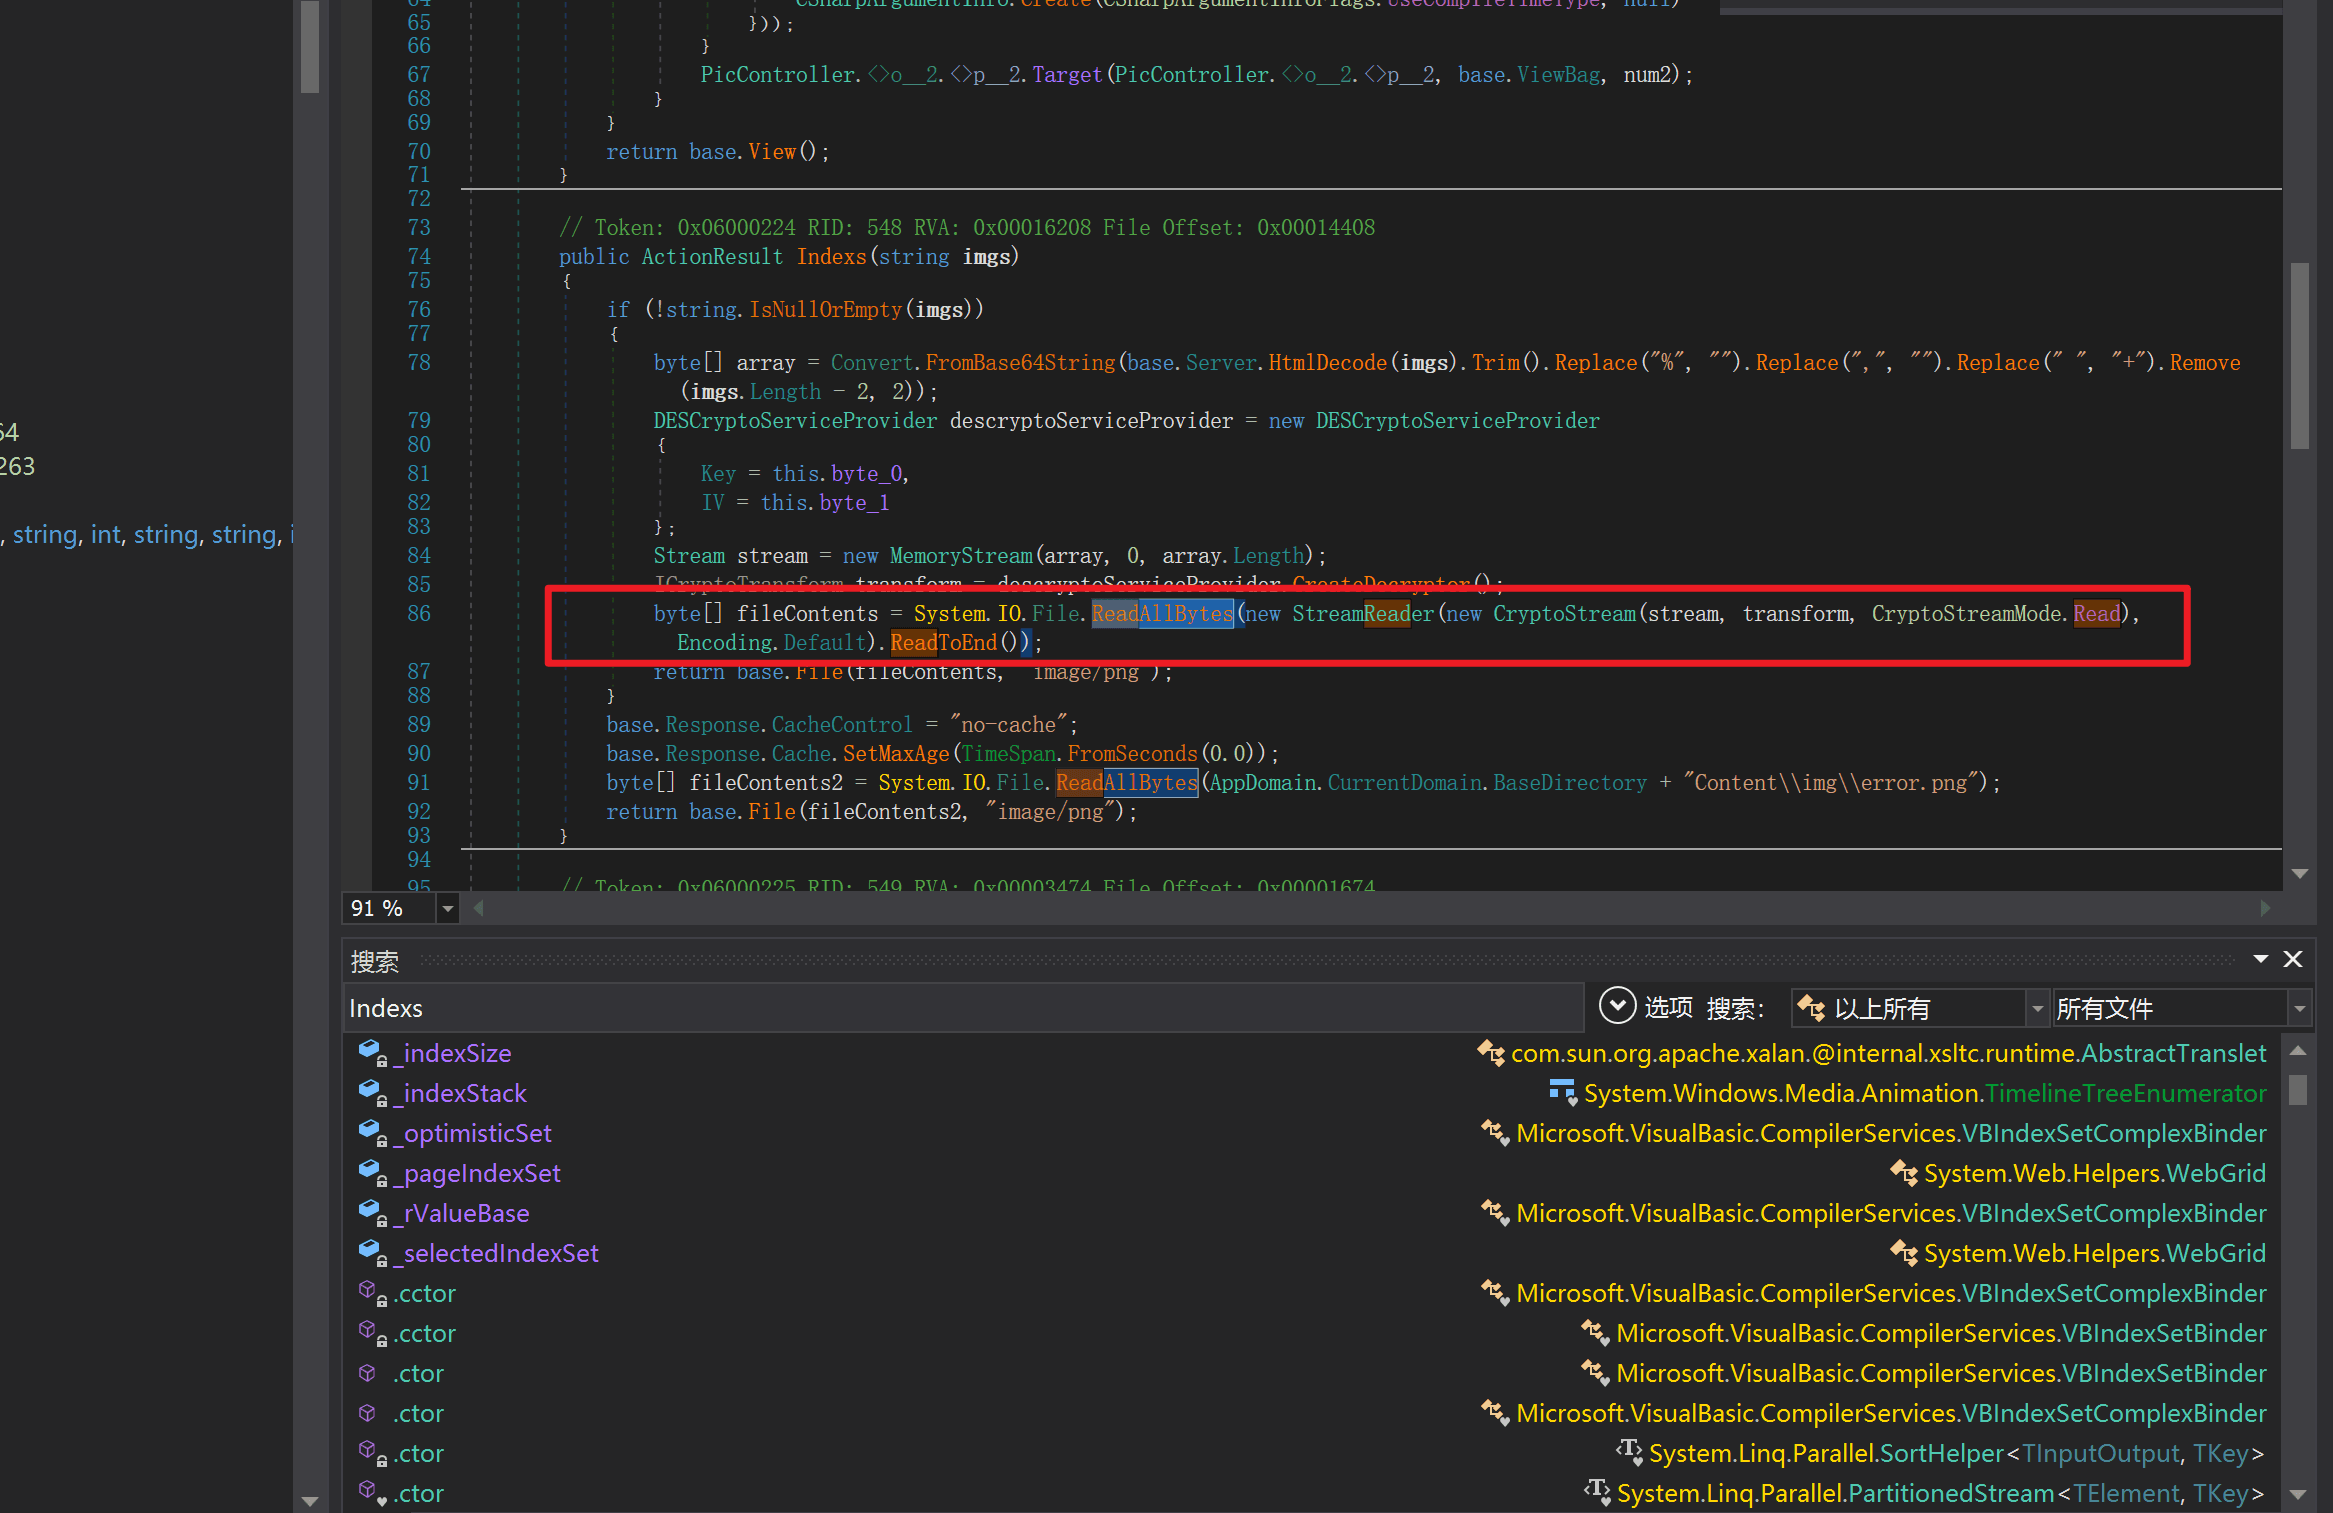 64 CSharpArgumentInfo.Create(CSharpArgumentInfoFlags.UseCompileTimeType, null)
65 }));
66 }
67 PicController.<>o__2.<>p__2.Target(PicController.<>o__2.<>p__2, base.ViewBag, num2);
68 }
69 }
70 return base.View();
71 }
72
73 // Token: 0x06000224 RID: 548 RVA: 0x00016208 File Offset: 0x00014408
74 public ActionResult Indexs(string imgs)
75 {
76 if (!string.IsNullOrEmpty(imgs))
77 {
78 byte[] array = Convert.FromBase64String(base.Server.HtmlDecode(imgs).Trim().Replace("%", "").Replace(",", "").Replace(" ", "+").Remove
(imgs.Length - 2, 2));
79 DESCryptoServiceProvider descryptoServiceProvider = new DESCryptoServiceProvider
80 {
81 Key = this.byte_0,
82 IV = this.byte_1
83 };
84 Stream stream = new MemoryStream(array, 0, array.Length);
85 ICryptoTransform transform = descryptoServiceProvider.CreateDecryptor();
86 byte[] fileContents = System.IO.File.ReadAllBytes(new StreamReader(new CryptoStream(stream, transform, CryptoStreamMode.Read),
Encoding.Default).ReadToEnd());
87 return base.File(fileContents, "image/png");
88 }
89 base.Response.CacheControl = "no-cache";
90 base.Response.Cache.SetMaxAge(TimeSpan.FromSeconds(0.0));
91 byte[] fileContents2 = System.IO.File.ReadAllBytes(AppDomain.CurrentDomain.BaseDirectory + "Content\\img\\error.png");
92 return base.File(fileContents2, "image/png");
93 }
94
95 // Token: 0x06000225 RID: 549 RVA: 0x00003474 File Offset: 0x00001674
64
263
, string, int, string, string, i
91 %
搜索
Indexs 选项 搜索: 以上所有 所有文件
_indexSize com.sun.org.apache.xalan.@internal.xsltc.runtime.AbstractTranslet
_indexStack System.Windows.Media.Animation.TimelineTreeEnumerator
_optimisticSet Microsoft.VisualBasic.CompilerServices.VBIndexSetComplexBinder
_pageIndexSet System.Web.Helpers.WebGrid
_rValueBase Microsoft.VisualBasic.CompilerServices.VBIndexSetComplexBinder
_selectedIndexSet System.Web.Helpers.WebGrid
.cctor Microsoft.VisualBasic.CompilerServices.VBIndexSetComplexBinder
.cctor Microsoft.VisualBasic.CompilerServices.VBIndexSetBinder
.ctor Microsoft.VisualBasic.CompilerServices.VBIndexSetBinder
.ctor Microsoft.VisualBasic.CompilerServices.VBIndexSetComplexBinder
.ctor System.Linq.Parallel.SortHelper<TInputOutput, TKey>
.ctor System.Linq.Parallel.PartitionedStream<TElement, TKey>